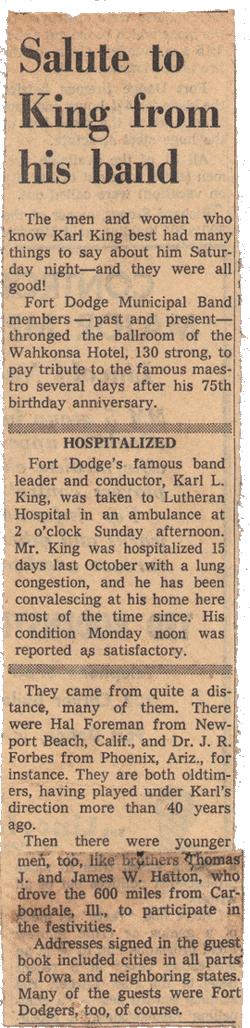 Salute to
King from
his band
The men and women who
know Karl King best had many
things to say about him Satur-
day night—and they were all
good!
Fort Dodge Municipal Band
members — past and present—
thronged the ballroom of the
Wahkonsa Hotel, 130 strong, to
pay tribute to the famous maes-
tro several days after his 75th
birthday anniversary.
HOSPITALIZED
Fort Dodge's famous band
leader and conductor, Karl L.
King, was taken to Lutheran
Hospital in an ambulance at
2 o'clock Sunday afternoon.
Mr. King was hospitalized 15
days last October with a lung
congestion, and he has been
convalescing at his home here
most of the time since. His
condition Monday noon was
reported as satisfactory.
They came from quite a dis-
tance, many of them. There
were Hal Foreman from New-
port Beach, Calif., and Dr. J. R.
Forbes from Phoenix, Ariz., for
instance. They are both oldtim-
ers, having played under Karl's
direction more than 40 years
ago.
Then there were younger
men, too, like brothers Thomas
J. and James W. Hatton, who
drove the 600 miles from Car-
bondale, Ill., to participate in
the festivities.
Addresses signed in the guest
book included cities in all parts
of Iowa and neighboring states.
Many of the guests were Fort
Dodgers, too, of course.